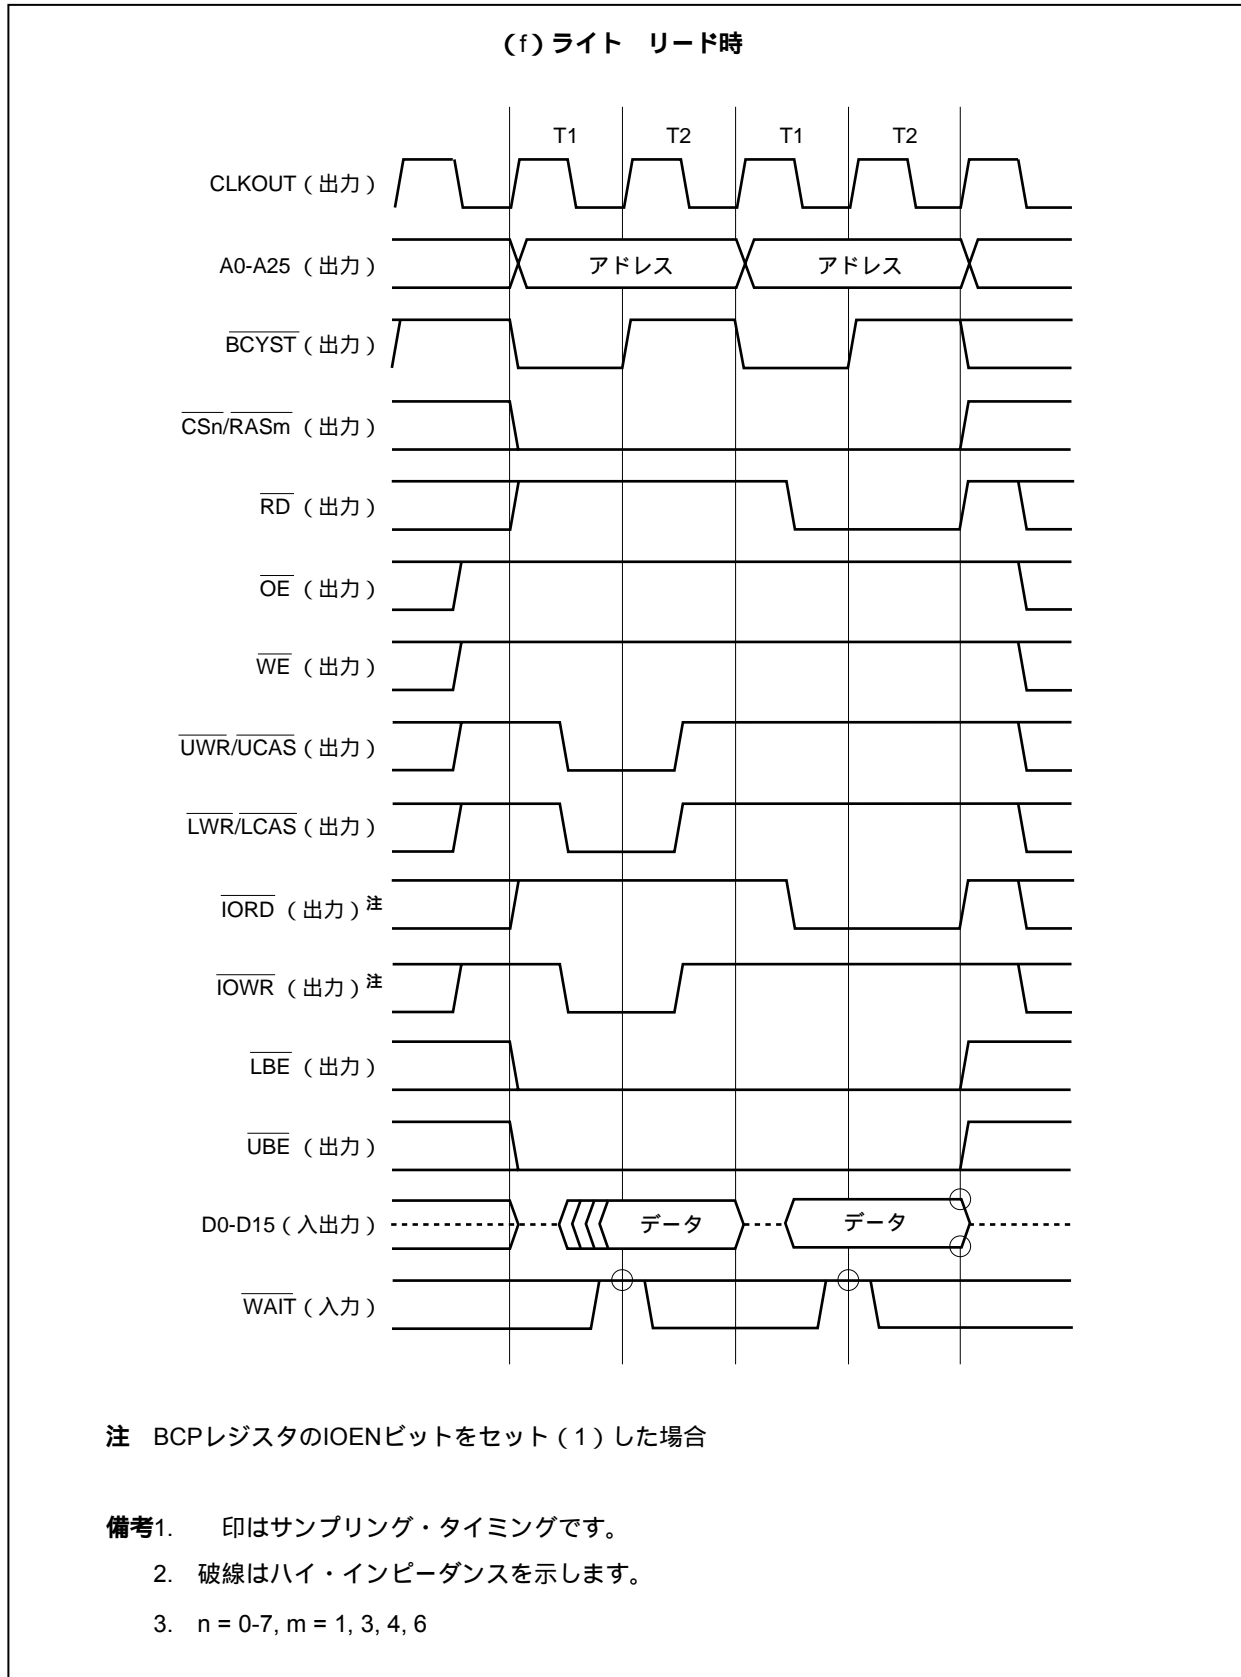 （f）ライト　リード時
T1 T2 T1 T2
CLKOUT（出力）
A0-A25（出力） アドレス アドレス
BCYST（出力）
CSn/RASm（出力）
RD（出力）
OE（出力）
WE（出力）
UWR/UCAS（出力）
LWR/LCAS（出力）
IORD（出力）注
IOWR（出力）注
LBE（出力）
UBE（出力）
D0-D15（入出力） データ データ
WAIT（入力）
注　BCPレジスタのIOENビットをセット（1）した場合
備考1.　　印はサンプリング・タイミングです。
2.　破線はハイ・インピーダンスを示します。
3.　n = 0-7, m = 1, 3, 4, 6